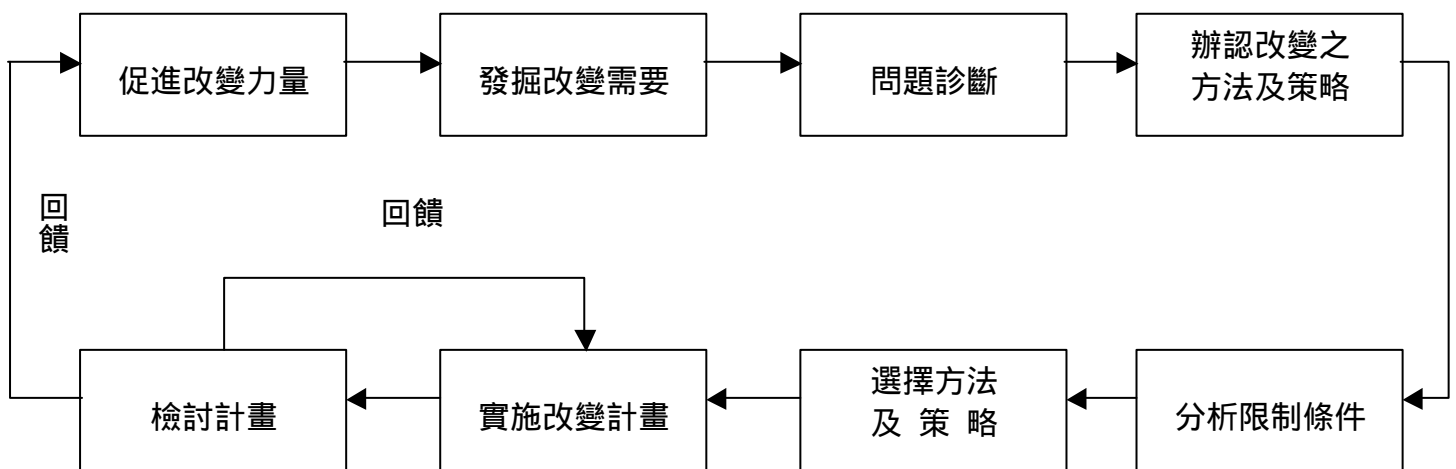 促進改變力量
發掘改變需要
問題診斷
辦認改變之
方法及策略
回
饋
回饋
檢討計畫
實施改變計畫
選擇方法
及 策 略
分析限制條件